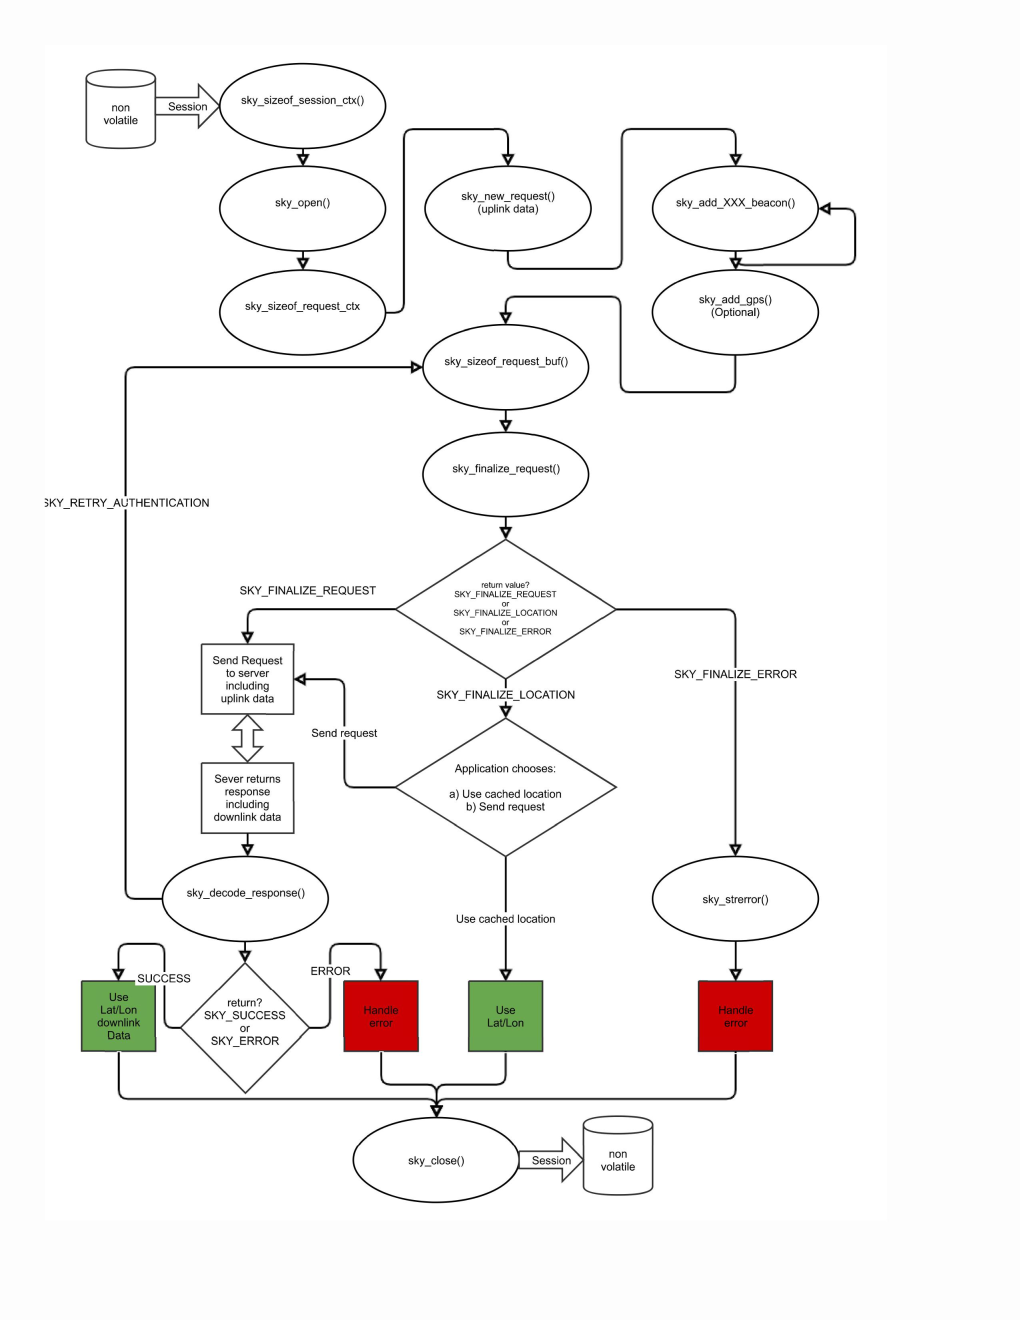 non
volatile
Session
sky_sizeof_session_ctx()
sky_open()
sky_sizeof_request_ctx
sky_new_request()
(uplink data)
sky_add_XXX_beacon()
sky_add_gps()
(Optional)
sky_sizeof_request_buf()
sky_finalize_request()
SKY_RETRY_AUTHENTICATION
return value?
SKY_FINALIZE_REQUEST
or
SKY_FINALIZE_LOCATION
or
SKY_FINALIZE_ERROR
SKY_FINALIZE_REQUEST
SKY_FINALIZE_LOCATION
SKY_FINALIZE_ERROR
Send Request
to server
including
uplink data
Send request
Application chooses:
a) Use cached location
b) Send request
Sever returns
response
including
downlink data
sky_decode_response()
Use cached location
sky_strerror()
SUCCESS
ERROR
Use
Lat/Lon
downlink
Data
return?
SKY_SUCCESS
or
SKY_ERROR
Handle
error
Use
Lat/Lon
Handle
error
sky_close()
Session
non
volatile